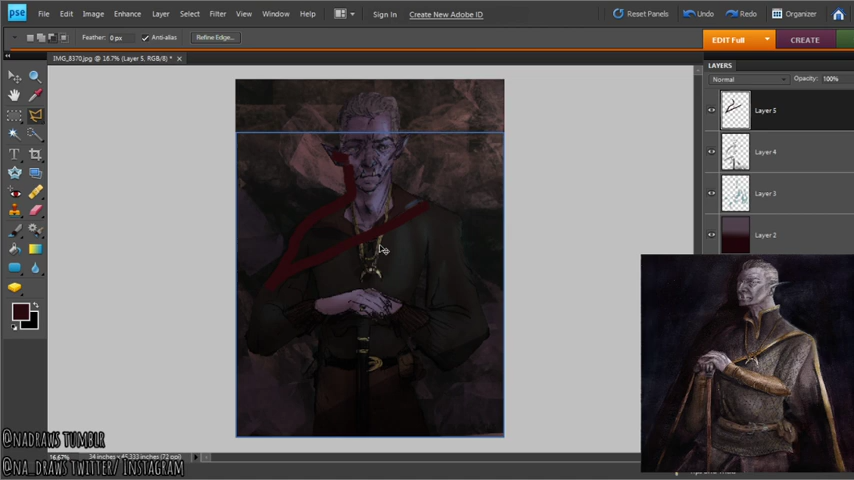 pse File Edit Image Enhance Layer Select Filter View Window Help Sign In Create New Adobe ID Reset Panels Undo Redo Organizer
Feather: 0 px Anti-alias Refine Edge... EDIT Full CREATE
IMG_8370.jpg @ 16.7% (Layer 5, RGB/8) *
LAYERS
Normal Opacity: 100%
Layer 5
Layer 4
Layer 3
Layer 2
@nadraws tumblr
@na_draws twitter/ Instagram